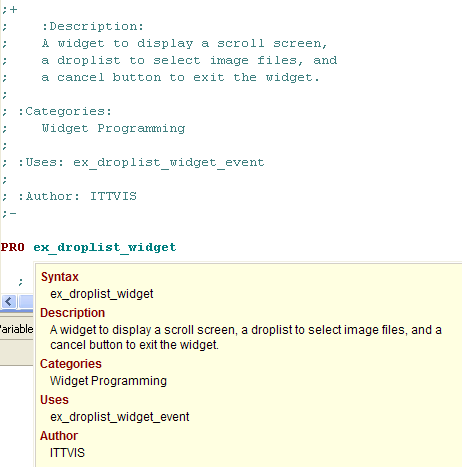 ;+
; :Description:
; A widget to display a scroll screen,
; a droplist to select image files, and
; a cancel button to exit the widget.
;
; :Categories:
; Widget Programming
;
; :Uses: ex_droplist_widget_event
;
; :Author: ITTVIS
;-
PRO ex_droplist_widget
;
Syntax
ex_droplist_widget
Description
A widget to display a scroll screen, a droplist to select image files, and a
cancel button to exit the widget.
Categories
Widget Programming
Uses
ex_droplist_widget_event
Author
ITTVIS
ariable